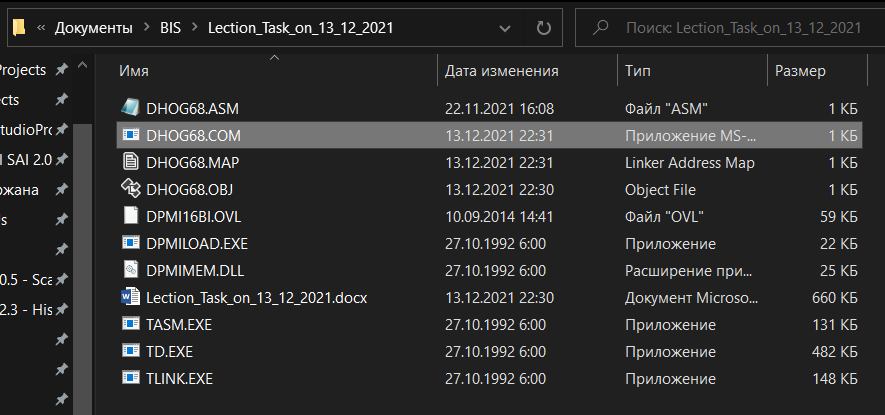 « Документы > BIS > Lection_Task_on_13_12_2021
Поиск: Lection_Task_on_13_12_2021
Projects
ects
tudioPro
I SAI 2.0
ржана
ls
0.5 - Sca
2.3 - His
Имя Дата изменения Тип Размер
DHOG68.ASM 22.11.2021 16:08 Файл "ASM" 1 КБ
DHOG68.COM 13.12.2021 22:31 Приложение MS-... 1 КБ
DHOG68.MAP 13.12.2021 22:31 Linker Address Map 1 КБ
DHOG68.OBJ 13.12.2021 22:30 Object File 1 КБ
DPMI16BI.OVL 10.09.2014 14:41 Файл "OVL" 59 КБ
DPMILOAD.EXE 27.10.1992 6:00 Приложение 22 КБ
DPMIMEM.DLL 27.10.1992 6:00 Расширение при... 25 КБ
Lection_Task_on_13_12_2021.docx 13.12.2021 22:30 Документ Microso... 660 КБ
TASM.EXE 27.10.1992 6:00 Приложение 131 КБ
TD.EXE 27.10.1992 6:00 Приложение 482 КБ
TLINK.EXE 27.10.1992 6:00 Приложение 148 КБ